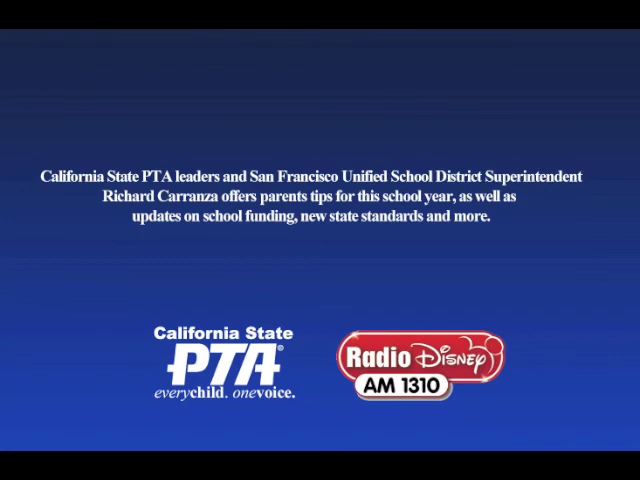 California State PTA leaders and San Francisco Unified School District Superintendent
Richard Carranza offers parents tips for this school year, as well as
updates on school funding, new state standards and more.
California State
PTA®
everychild. onevoice.
Radio Disney
AM 1310